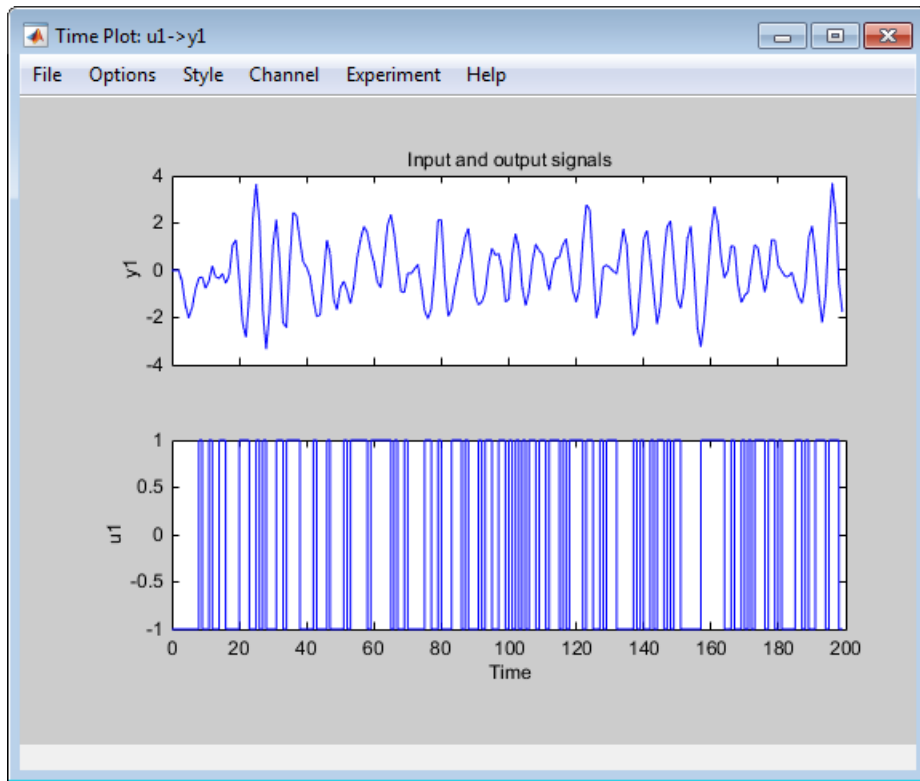 Time Plot: u1->y1
File Options Style Channel Experiment Help
Input and output signals
4
2
0
-2
-4
y1
1
0.5
0
-0.5
-1
u1
0 20 40 60 80 100 120 140 160 180 200
Time